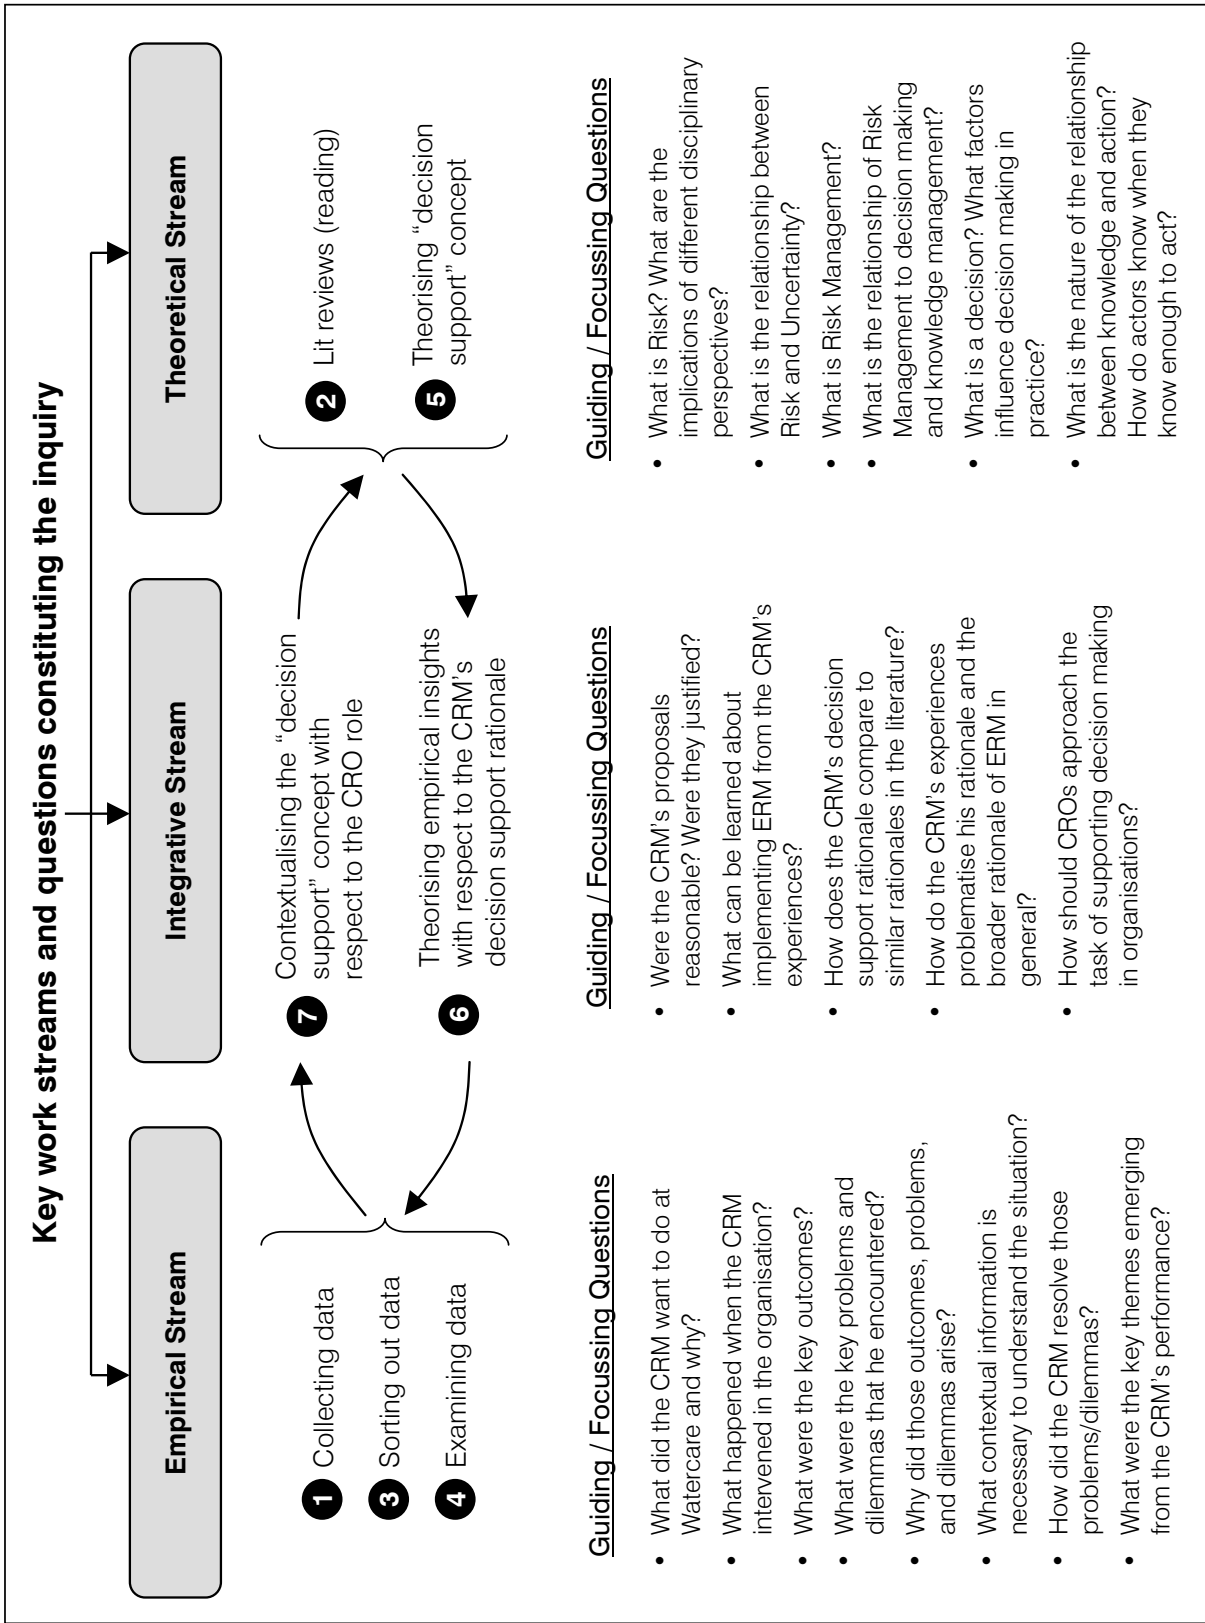 Key work streams and questions constituting the inquiry
Empirical Stream
1 Collecting data
3 Sorting out data
4 Examining data
Guiding / Focussing Questions
• What did the CRM want to do at
Watercare and why?
• What happened when the CRM
intervened in the organisation?
• What were the key outcomes?
• What were the key problems and
dilemmas that he encountered?
• Why did those outcomes, problems,
and dilemmas arise?
• What contextual information is
necessary to understand the situation?
• How did the CRM resolve those
problems/dilemmas?
• What were the key themes emerging
from the CRM's performance?
Integrative Stream
7 Contextualising the “decision
support” concept with
respect to the CRO role
6 Theorising empirical insights
with respect to the CRM's
decision support rationale
Guiding / Focussing Questions
• Were the CRM's proposals
reasonable? Were they justified?
• What can be learned about
implementing ERM from the CRM's
experiences?
• How does the CRM's decision
support rationale compare to
similar rationales in the literature?
• How do the CRM's experiences
problematise his rationale and the
broader rationale of ERM in
general?
• How should CROs approach the
task of supporting decision making
in organisations?
Theoretical Stream
2 Lit reviews (reading)
5 Theorising “decision
support” concept
Guiding / Focussing Questions
• What is Risk? What are the
implications of different disciplinary
perspectives?
• What is the relationship between
Risk and Uncertainty?
• What is Risk Management?
• What is the relationship of Risk
Management to decision making
and knowledge management?
• What is a decision? What factors
influence decision making in
practice?
• What is the nature of the relationship
between knowledge and action?
How do actors know when they
know enough to act?